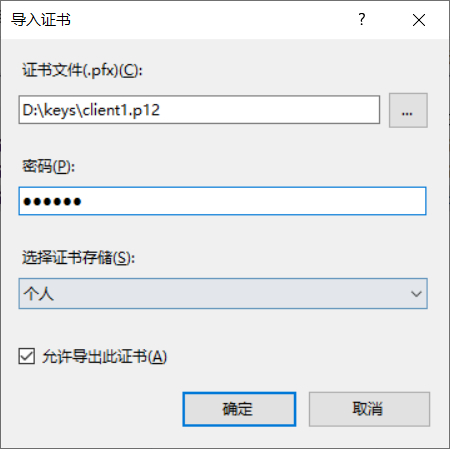 导入证书
证书文件(.pfx)(C):
D:\keys\client1.p12
...
密码(P):
●●●●●●
选择证书存储(S):
个人
允许导出此证书(A)
确定 取消